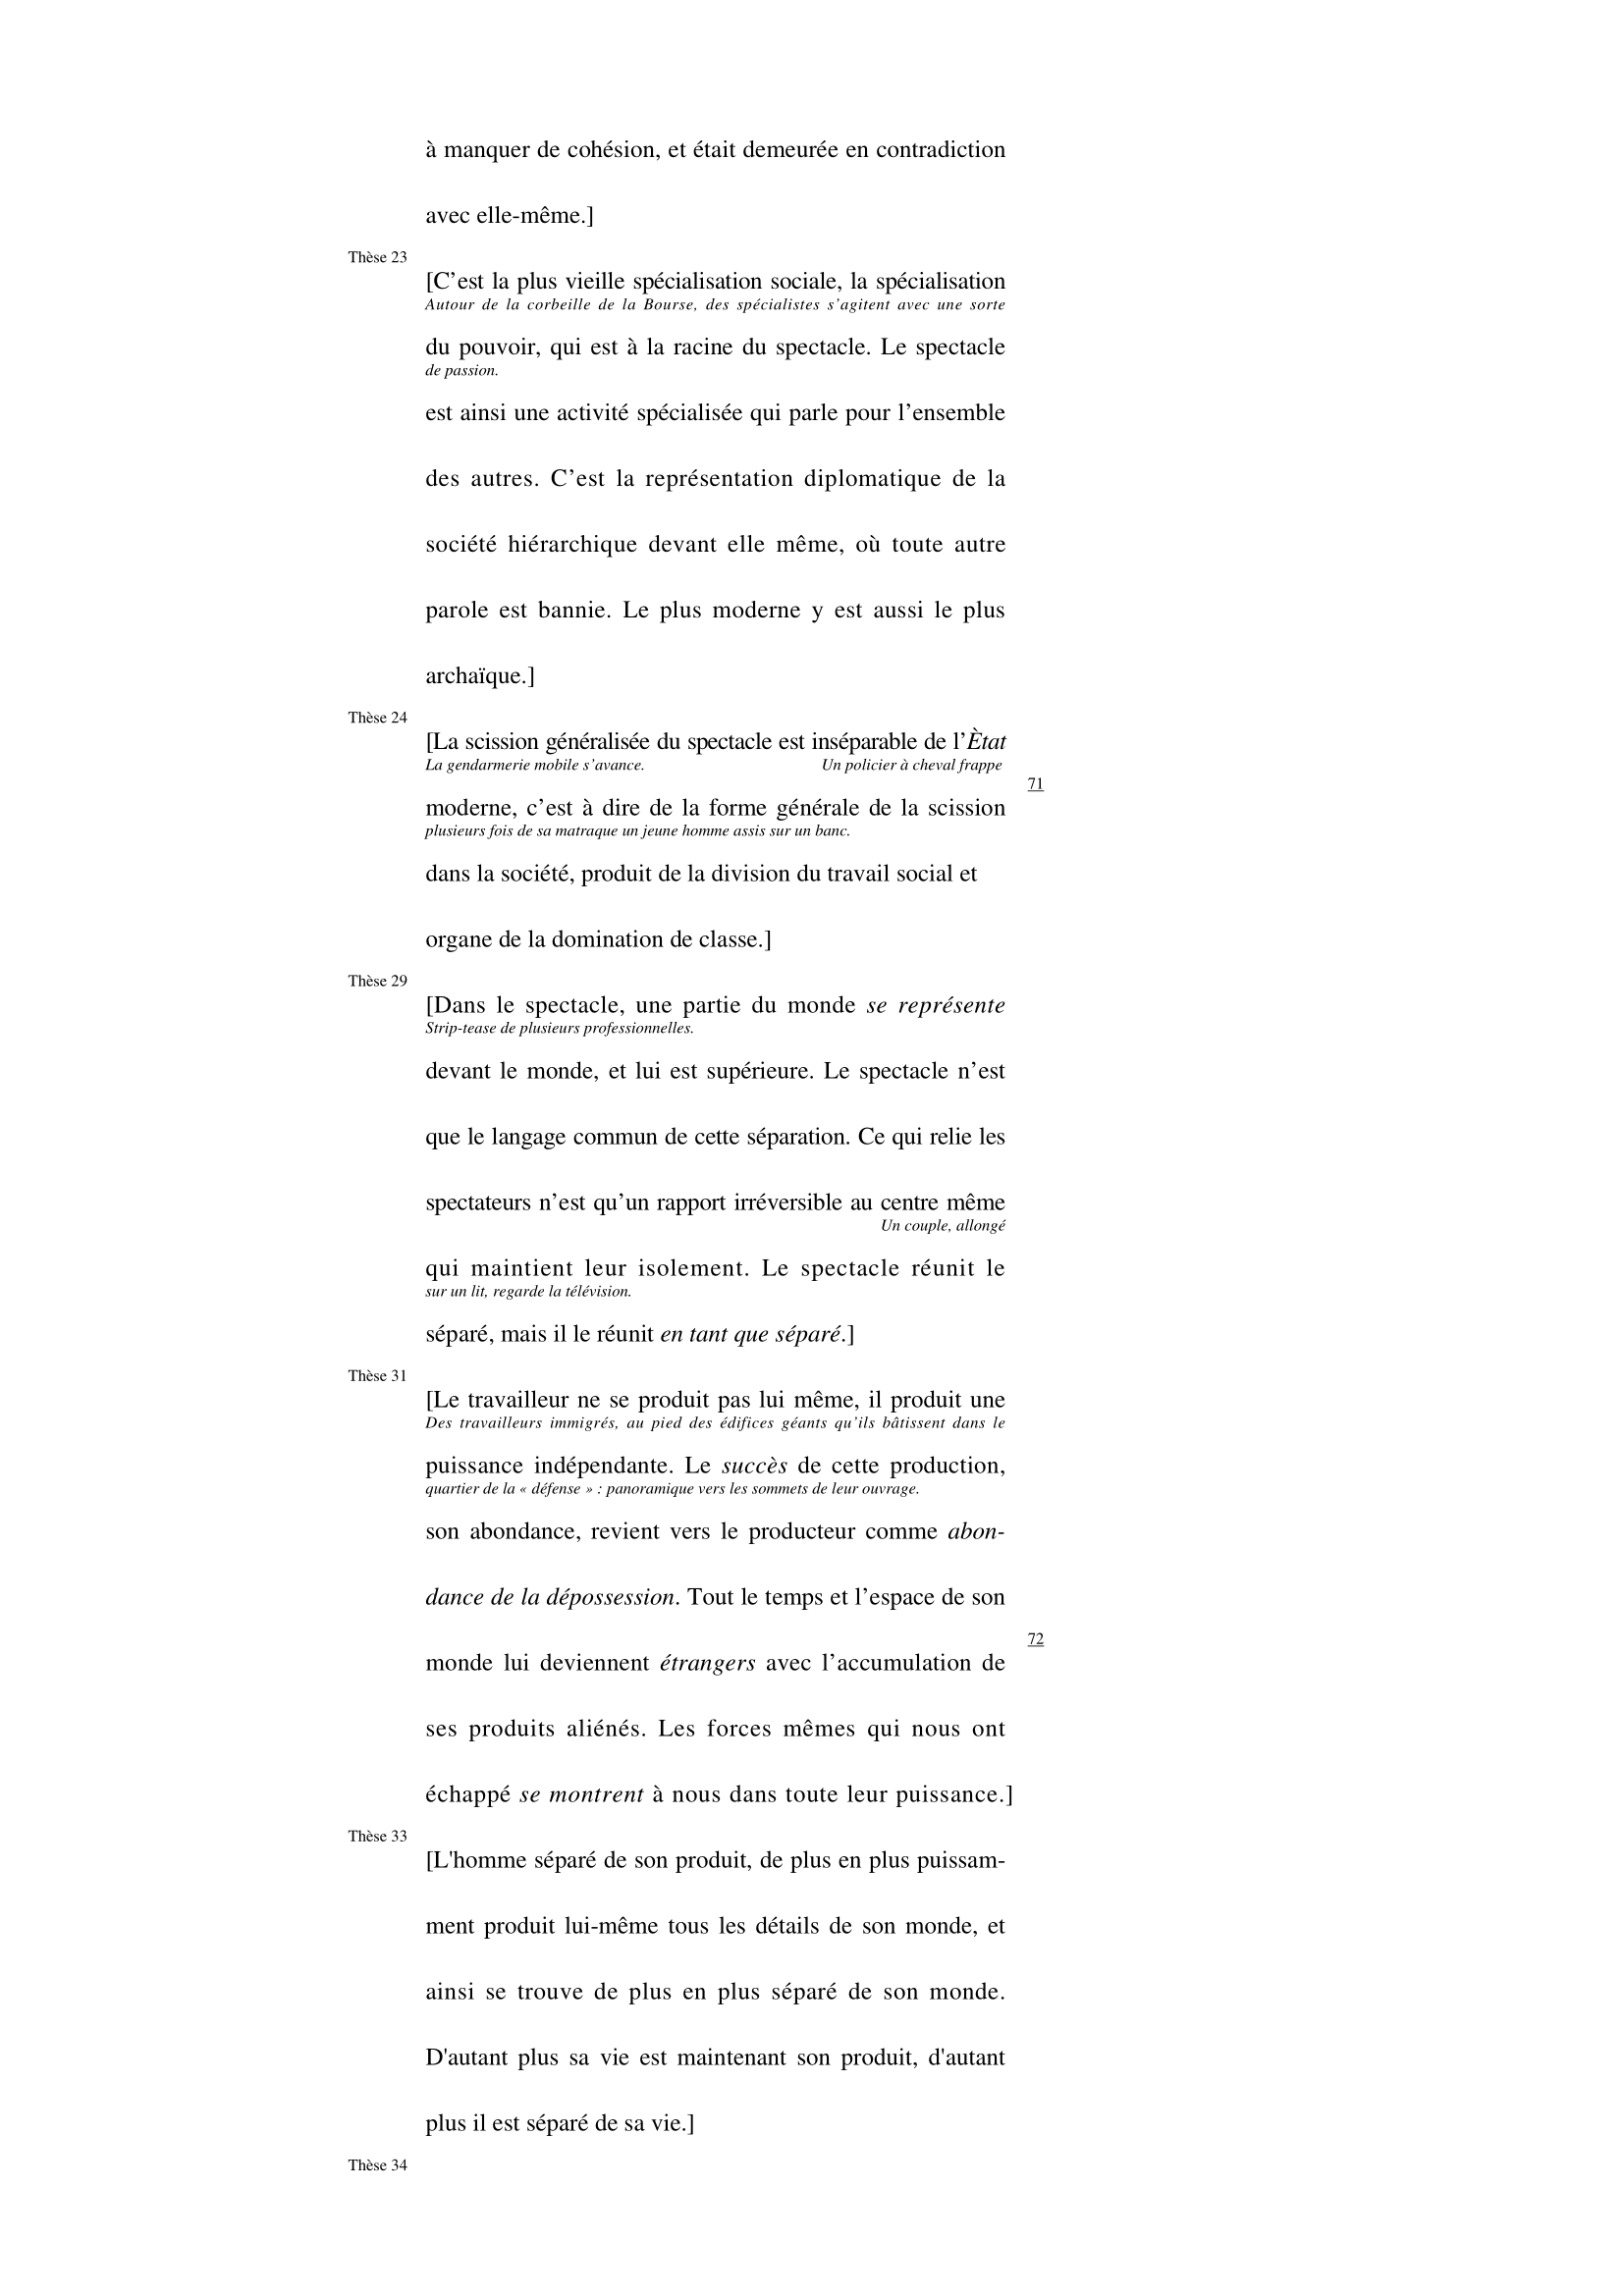 à manquer de cohésion, et était demeurée en contradiction
avec elle-même.]
Thèse 23
[C’est la plus vieille spécialisation sociale, la spécialisation
Autour de la corbeille de la Bourse, des spécialistes s’agitent avec une sorte
du pouvoir, qui est à la racine du spectacle. Le spectacle
de passion.
est ainsi une activité spécialisée qui parle pour l’ensemble
des autres. C’est la représentation diplomatique de la
société hiérarchique devant elle même, où toute autre
parole est bannie. Le plus moderne y est aussi le plus
archaïque.]
Thèse 24
[La scission généralisée du spectacle est inséparable de l’Ètat
La gendarmerie mobile s’avance. Un policier à cheval frappe
71
moderne, c’est à dire de la forme générale de la scission
plusieurs fois de sa matraque un jeune homme assis sur un banc.
dans la société, produit de la division du travail social et
organe de la domination de classe.]
Thèse 29
[Dans le spectacle, une partie du monde se représente
Strip-tease de plusieurs professionnelles.
devant le monde, et lui est supérieure. Le spectacle n’est
que le langage commun de cette séparation. Ce qui relie les
spectateurs n’est qu’un rapport irréversible au centre même
Un couple, allongé
qui maintient leur isolement. Le spectacle réunit le
sur un lit, regarde la télévision.
séparé, mais il le réunit en tant que séparé.]
Thèse 31
[Le travailleur ne se produit pas lui même, il produit une
Des travailleurs immigrés, au pied des édifices géants qu’ils bâtissent dans le
puissance indépendante. Le succès de cette production,
quartier de la « défense » : panoramique vers les sommets de leur ouvrage.
son abondance, revient vers le producteur comme abon-
dance de la dépossession. Tout le temps et l’espace de son
72
monde lui deviennent étrangers avec l’accumulation de
ses produits aliénés. Les forces mêmes qui nous ont
échappé se montrent à nous dans toute leur puissance.]
Thèse 33
[L'homme séparé de son produit, de plus en plus puissam-
ment produit lui-même tous les détails de son monde, et
ainsi se trouve de plus en plus séparé de son monde.
D'autant plus sa vie est maintenant son produit, d'autant
plus il est séparé de sa vie.]
Thèse 34